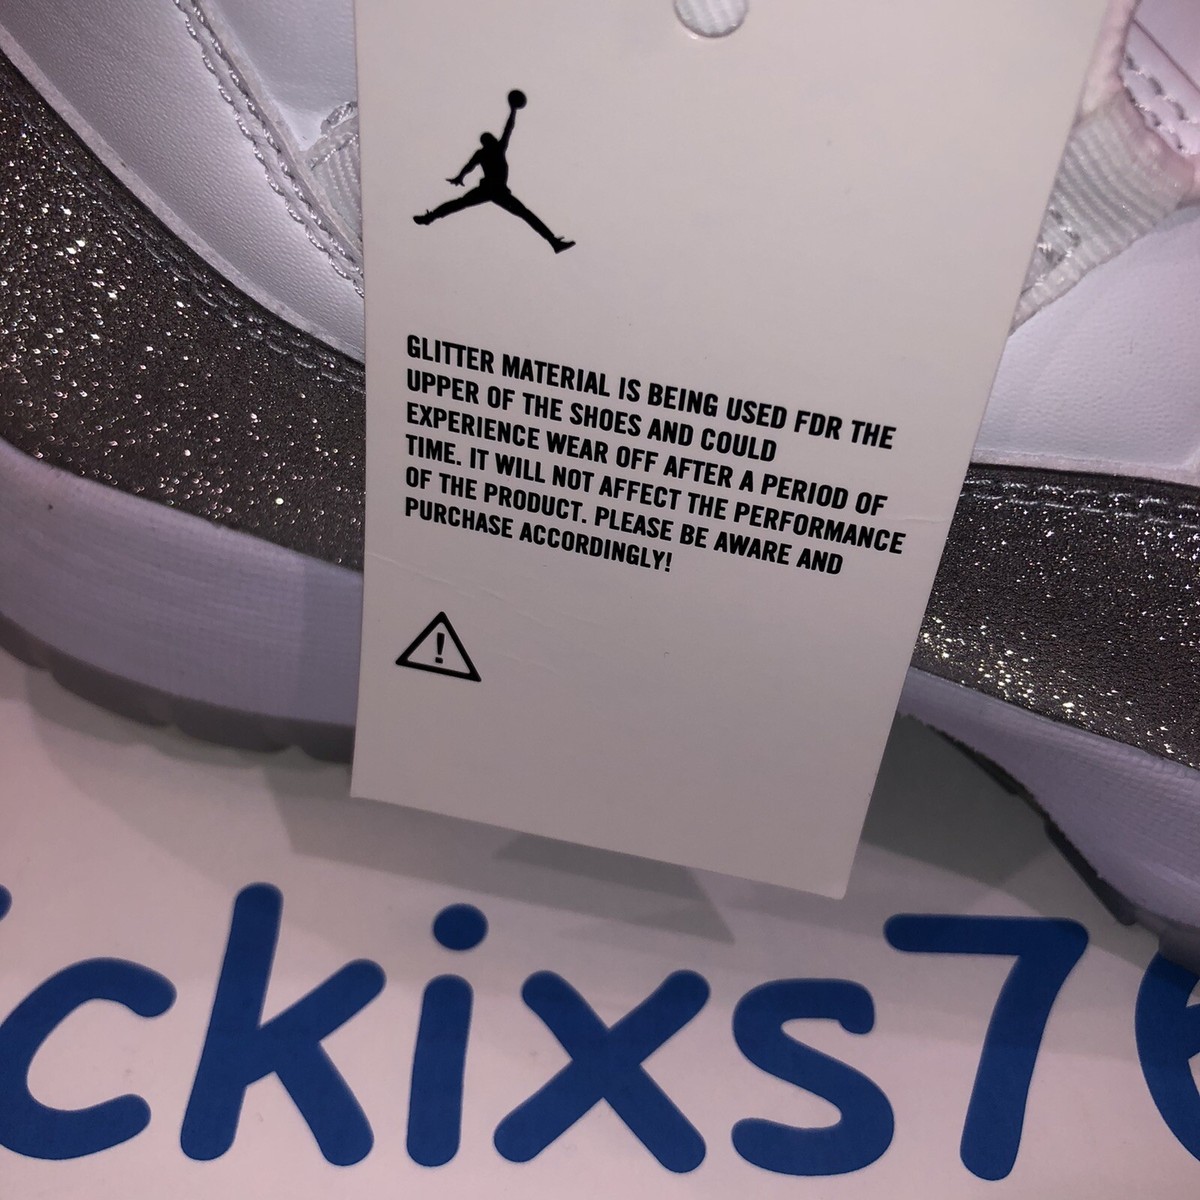 GLITTER MATERIAL IS BEING USED FDR THE
UPPER OF THE SHOES AND COULD
EXPERIENCE WEAR OFF AFTER A PERIOD OF
TIME. IT WILL NOT AFFECT THE PERFORMANCE
OF THE PRODUCT. PLEASE BE AWARE AND
PURCHASE ACCORDINGLY!
ickixs7